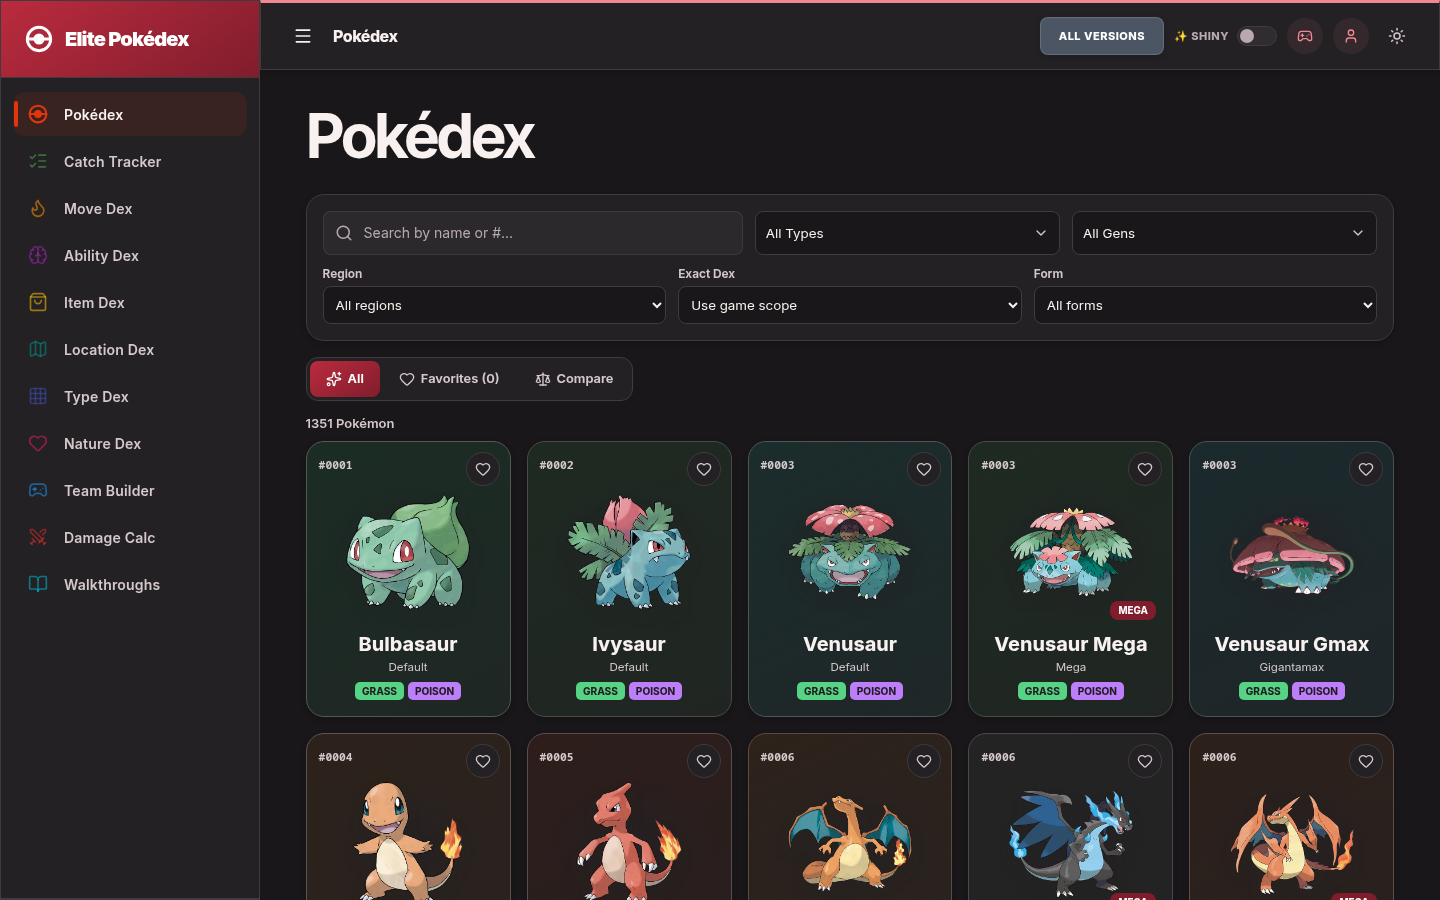 Elite Pokédex
Pokédex
ALL VERSIONS
✨ SHINY
Pokédex
Catch Tracker
Move Dex
Ability Dex
Item Dex
Location Dex
Type Dex
Nature Dex
Team Builder
Damage Calc
Walkthroughs
Pokédex
Search by name or #...
All Types
All Gens
Region
Exact Dex
Form
All regions
Use game scope
All forms
All
Favorites (0)
Compare
1351 Pokémon
#0001
Bulbasaur
Default
GRASS POISON
#0002
Ivysaur
Default
GRASS POISON
#0003
Venusaur
Default
GRASS POISON
#0003
MEGA
Venusaur Mega
Mega
GRASS POISON
#0003
Venusaur Gmax
Gigantamax
GRASS POISON
#0004
#0005
#0006
#0006
MEGA
#0006
MEGA